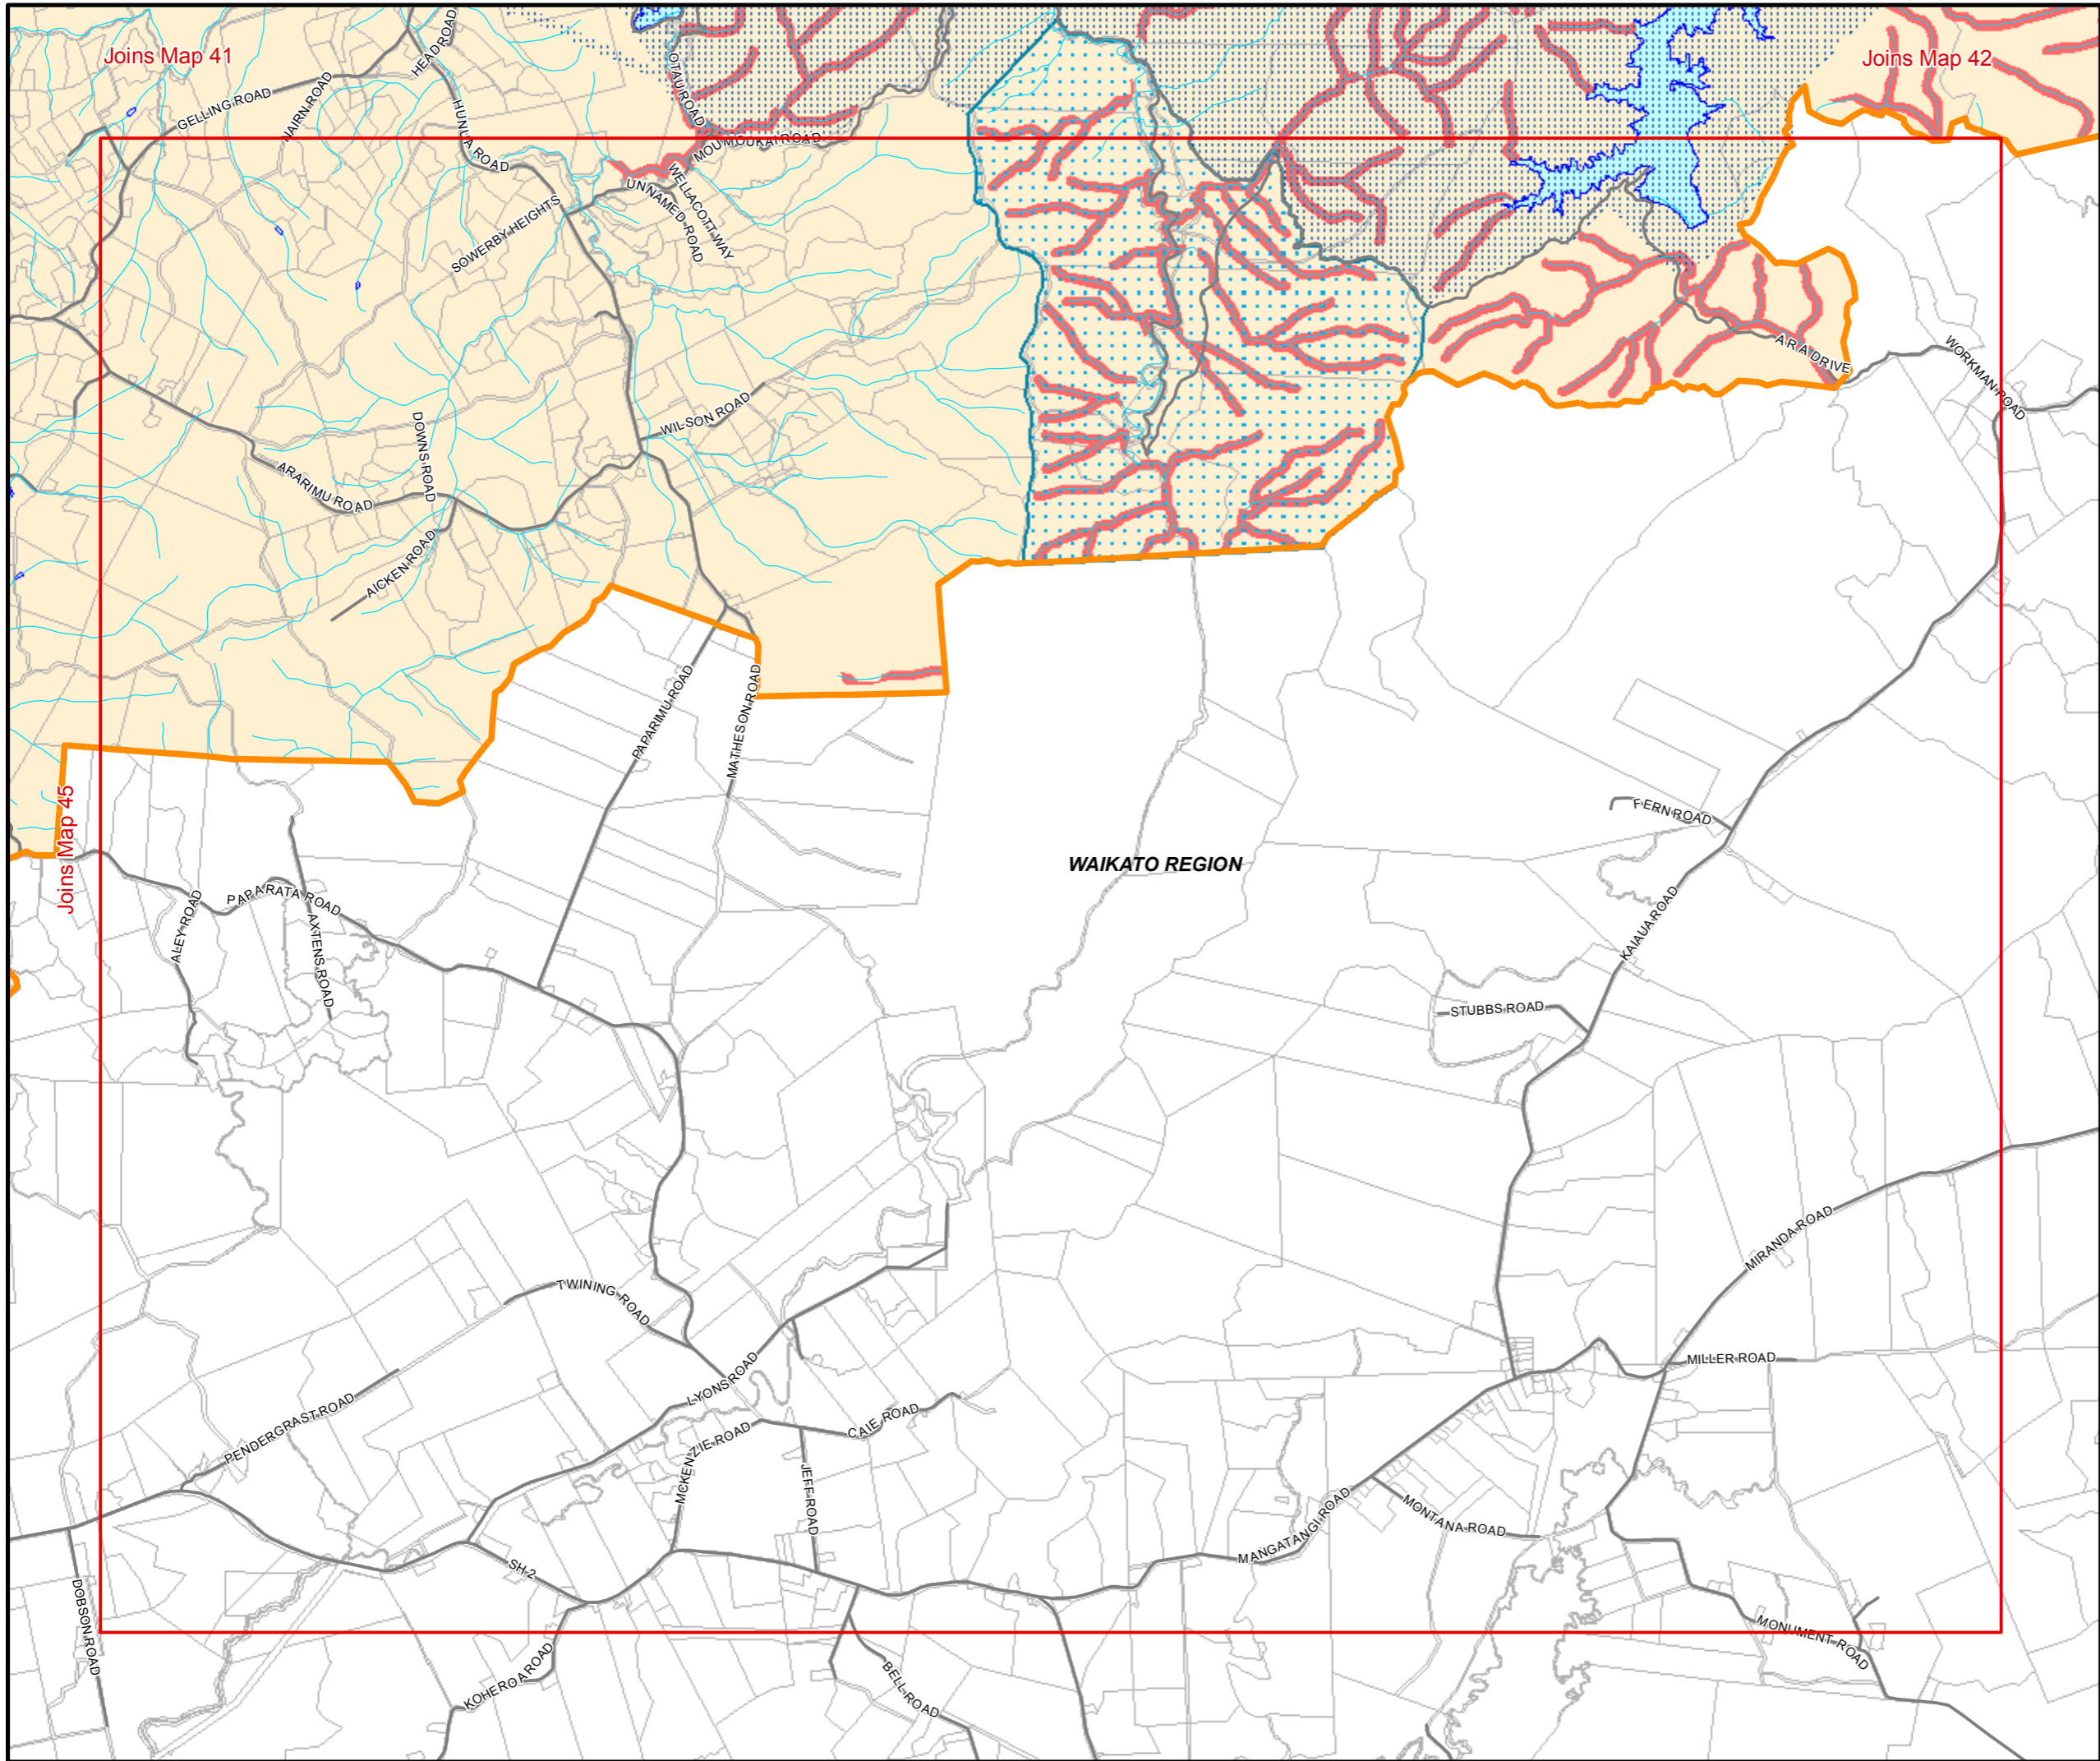 Joins Map 41
HEAD ROAD
OTAU ROAD
Joins Map 42
GELLING ROAD
NAIRN ROAD
HUNUA ROAD
MOUMOUKAI ROAD
WELLACOTT WAY
UNNAMED ROAD
SOWERBY HEIGHTS
A R A DRIVE
WORKMAN ROAD
WILSON ROAD
DOWNS ROAD
ARARIMU ROAD
AICKEN ROAD
PAPARIMU ROAD
MATHESON ROAD
Joins Map 45
FERN ROAD
WAIKATO REGION
ALEY ROAD
PAPARATA ROAD
AXTENS ROAD
KAIAUA ROAD
STUBBS ROAD
MIRANDA ROAD
TWINING ROAD
MILLER ROAD
LYONS ROAD
PENDERGRAST ROAD
CAIE ROAD
MCKENZIE ROAD
JEFF ROAD
MANGATANGI ROAD
MONTANA ROAD
SH 2
DOBSON ROAD
MONUMENT ROAD
KOHEROA ROAD
BELL ROAD